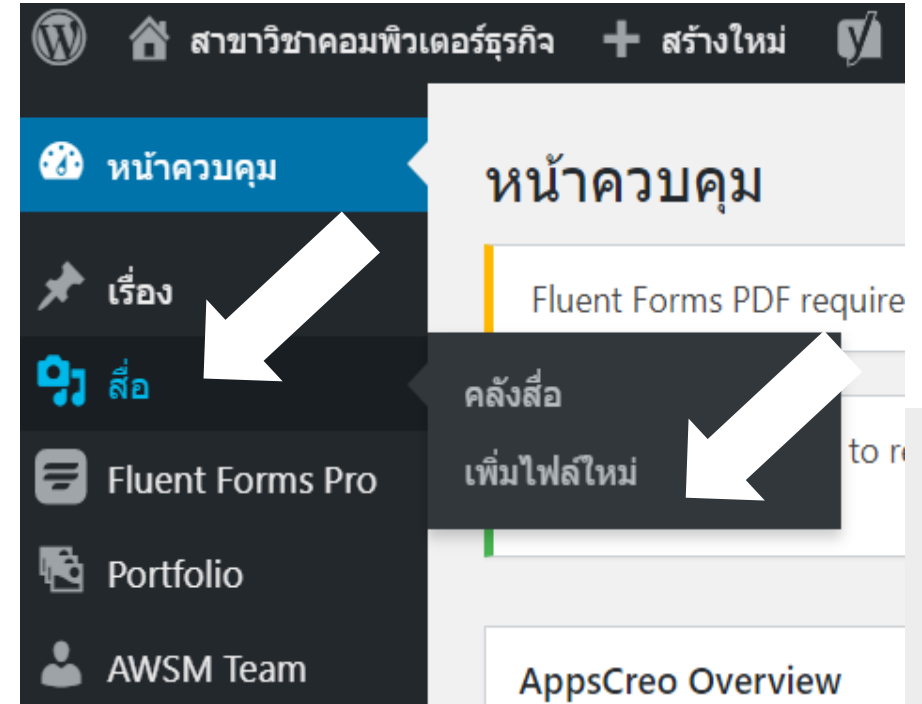 สาขาวิชาคอมพิวเตอร์ธุรกิจ + สร้างใหม่
หน้าควบคุม
หน้าควบคุม
เรื่อง
Fluent Forms PDF require
สื่อ
คลังสื่อ
เพิ่มไฟล์ใหม่
to
Fluent Forms Pro
Portfolio
AWSM Team
AppsCreo Overview